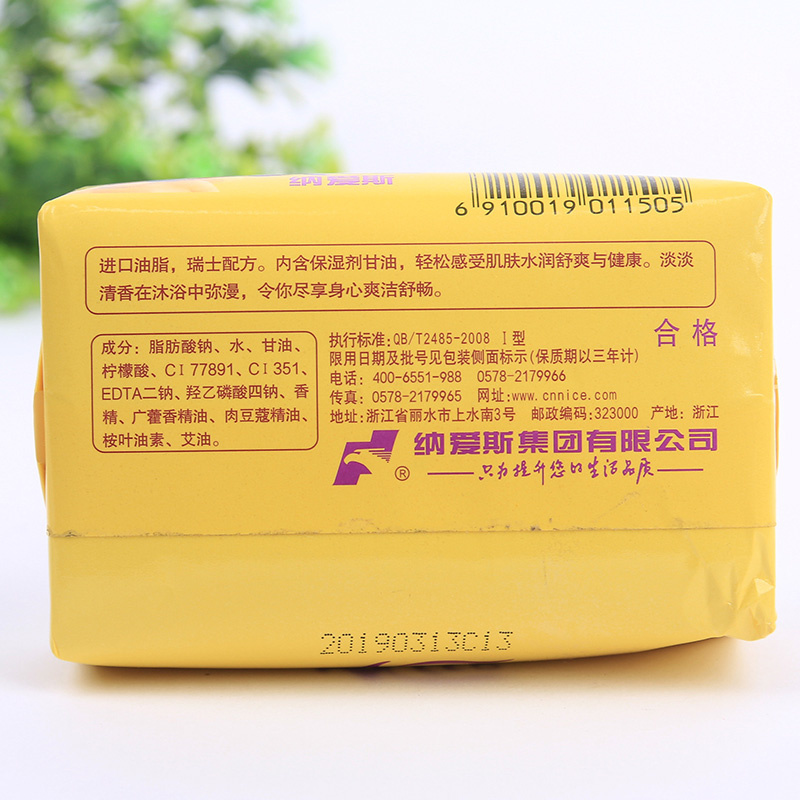 纳爱斯
6 910019 011505
进口油脂，瑞士配方。内含保湿剂甘油，轻松感受肌肤水润舒爽与健康。淡淡
清香在沐浴中弥漫，令你尽享身心爽洁舒畅。
成分：脂肪酸钠、水、甘油、
柠檬酸、CI 77891、CI 351、
EDTA二钠、羟乙磷酸四钠、香
精、广藿香精油、肉豆蔻精油、
桉叶油素、艾油。
执行标准:QB/T2485-2008 Ⅰ型
合格
限用日期及批号见包装侧面标示(保质期以三年计)
电话: 400-6551-988 0578-2179966
传真: 0578-2179965 网址:www.cnnice.com
地址:浙江省丽水市上水南3号 邮政编码:323000 产地:浙江
纳爱斯集团有限公司
®
只为提升您的生活品质
20190313C13